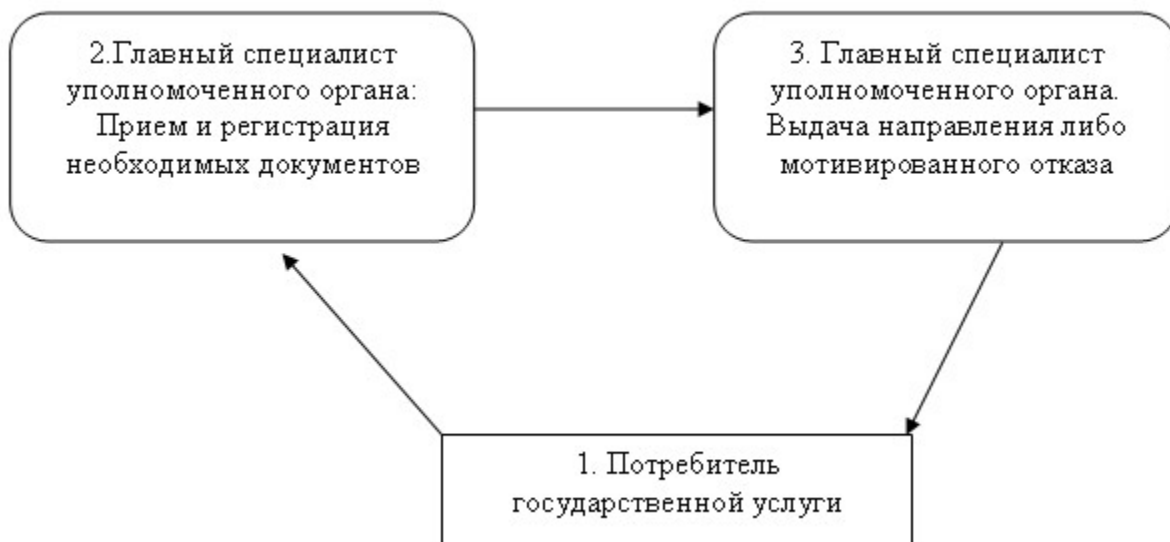 2.Главный специалист
уполномоченного органа:
Прием и регистрация
необходимых документов
3. Главный специалист
уполномоченного органа.
Выдача направления либо
мотивированного отказа
1. Потребитель
государственной услуги